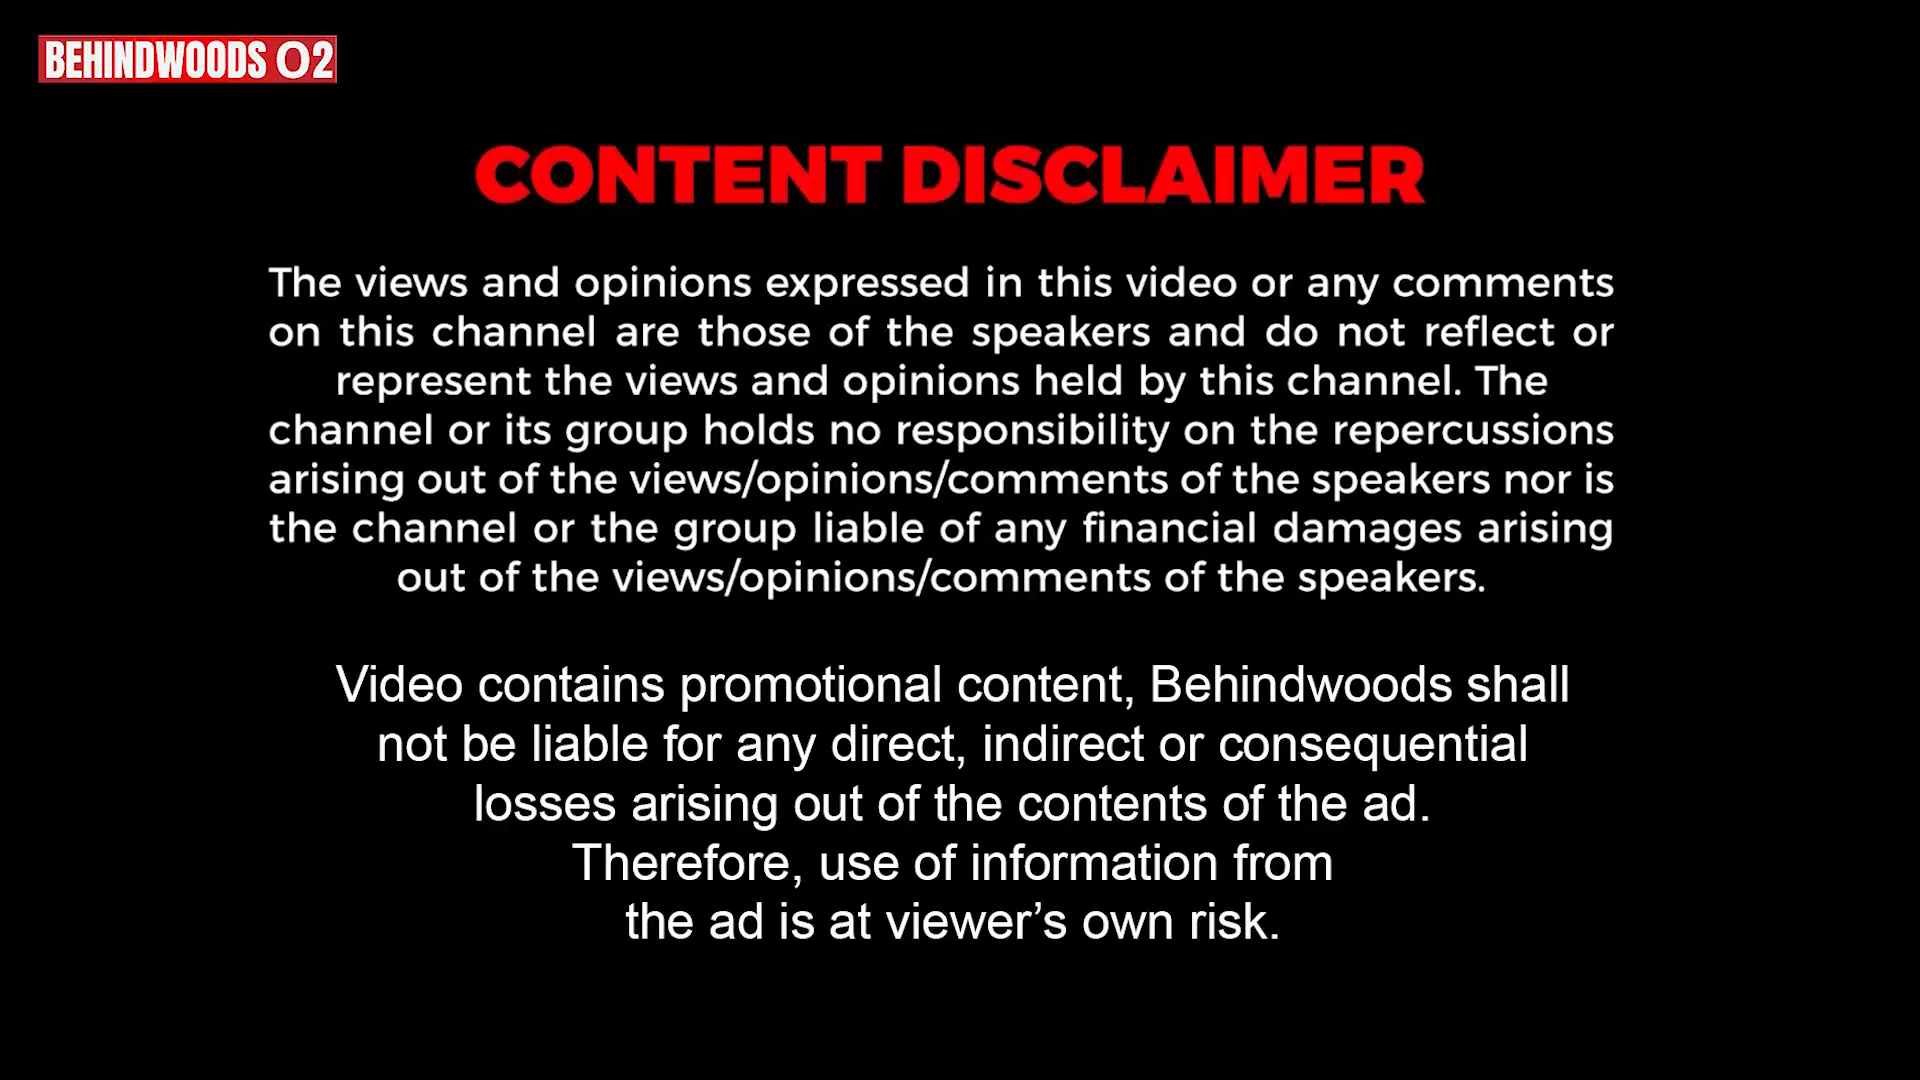 BEHINDWOODS O2
CONTENT DISCLAIMER
The views and opinions expressed in this video or any comments
on this channel are those of the speakers and do not reflect or
represent the views and opinions held by this channel. The
channel or its group holds no responsibility on the repercussions
arising out of the views/opinions/comments of the speakers nor is
the channel or the group liable of any financial damages arising
out of the views/opinions/comments of the speakers.
Video contains promotional content, Behindwoods shall
not be liable for any direct, indirect or consequential
losses arising out of the contents of the ad.
Therefore, use of information from
the ad is at viewer’s own risk.